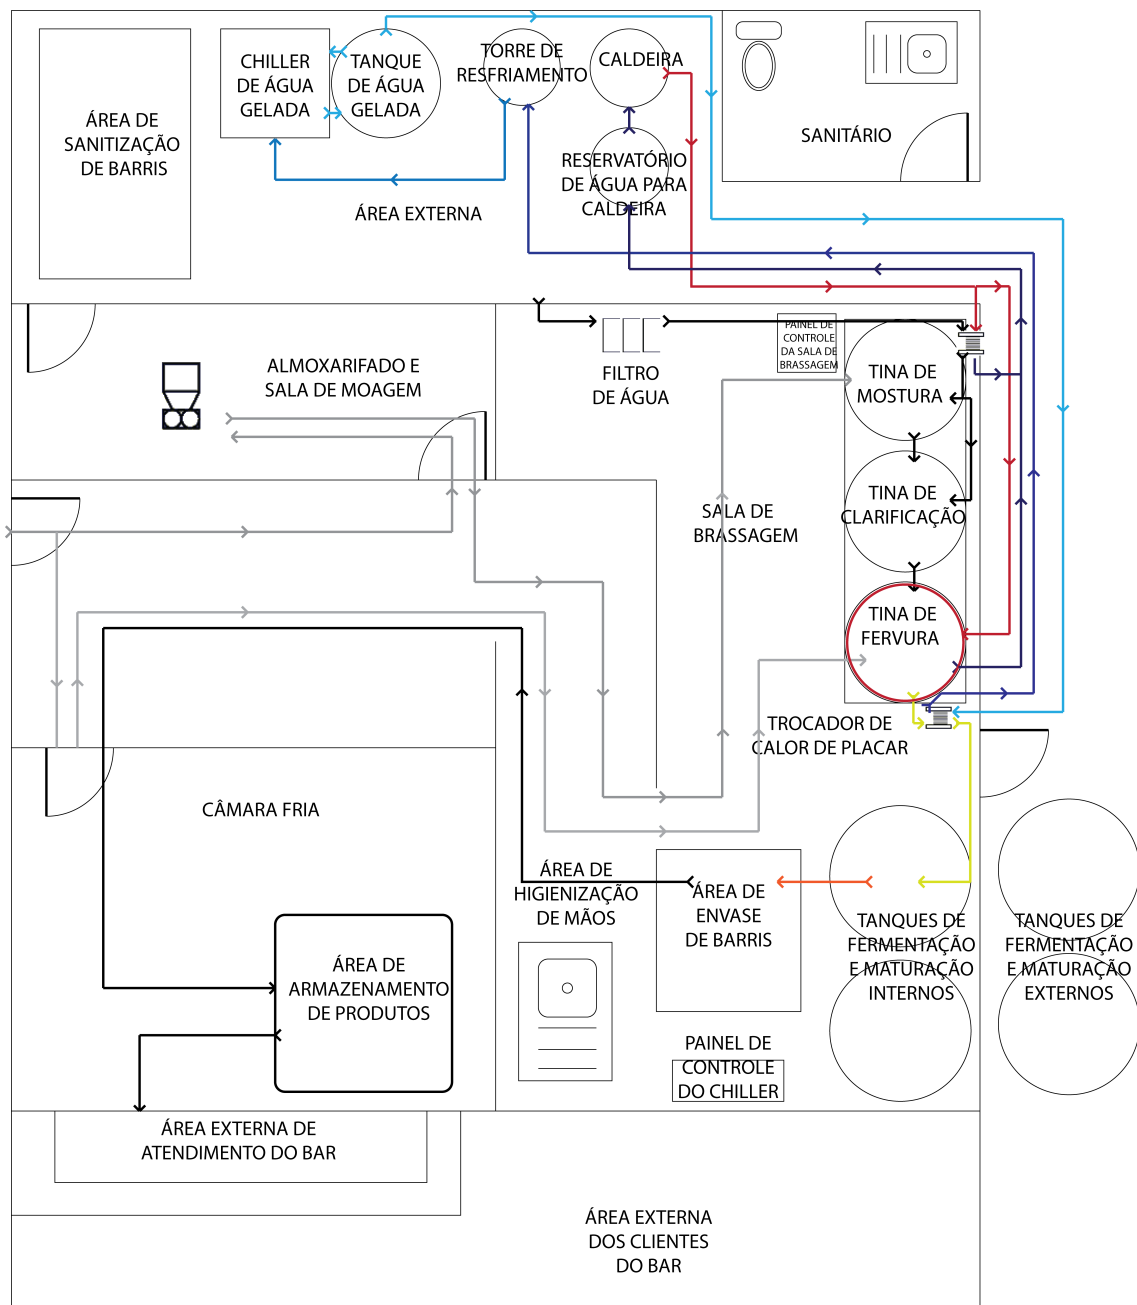 CHILLER
DE ÁGUA
GELADA
TANQUE
DE ÁGUA
GELADA
TORRE DE
RESFRIAMENTO
CALDEIRA
ÁREA DE
SANITIZAÇÃO
DE BARRIS
RESERVATÓRIO
DE ÁGUA PARA
CALDEIRA
SANITÁRIO
ÁREA EXTERNA
ALMOXARIFADO E
SALA DE MOAGEM
FILTRO
DE ÁGUA
PAINEL DE
CONTROLE
DA SALA DE
BRASSAGEM
TINA DE
MOSTURA
SALA DE
BRASSAGEM
TINA DE
CLARIFICAÇÃO
TINA DE
FERVURA
TROCADOR DE
CALOR DE PLACAR
CÂMARA FRIA
ÁREA DE
HIGIENIZAÇÃO
DE MÃOS
ÁREA DE
ENVASE
DE BARRIS
TANQUES DE
FERMENTAÇÃO
E MATURAÇÃO
INTERNOS
TANQUES DE
FERMENTAÇÃO
E MATURAÇÃO
EXTERNOS
ÁREA DE
ARMAZENAMENTO
DE PRODUTOS
PAINEL DE
CONTROLE
DO CHILLER
ÁREA EXTERNA DE
ATENDIMENTO DO BAR
ÁREA EXTERNA
DOS CLIENTES
DO BAR